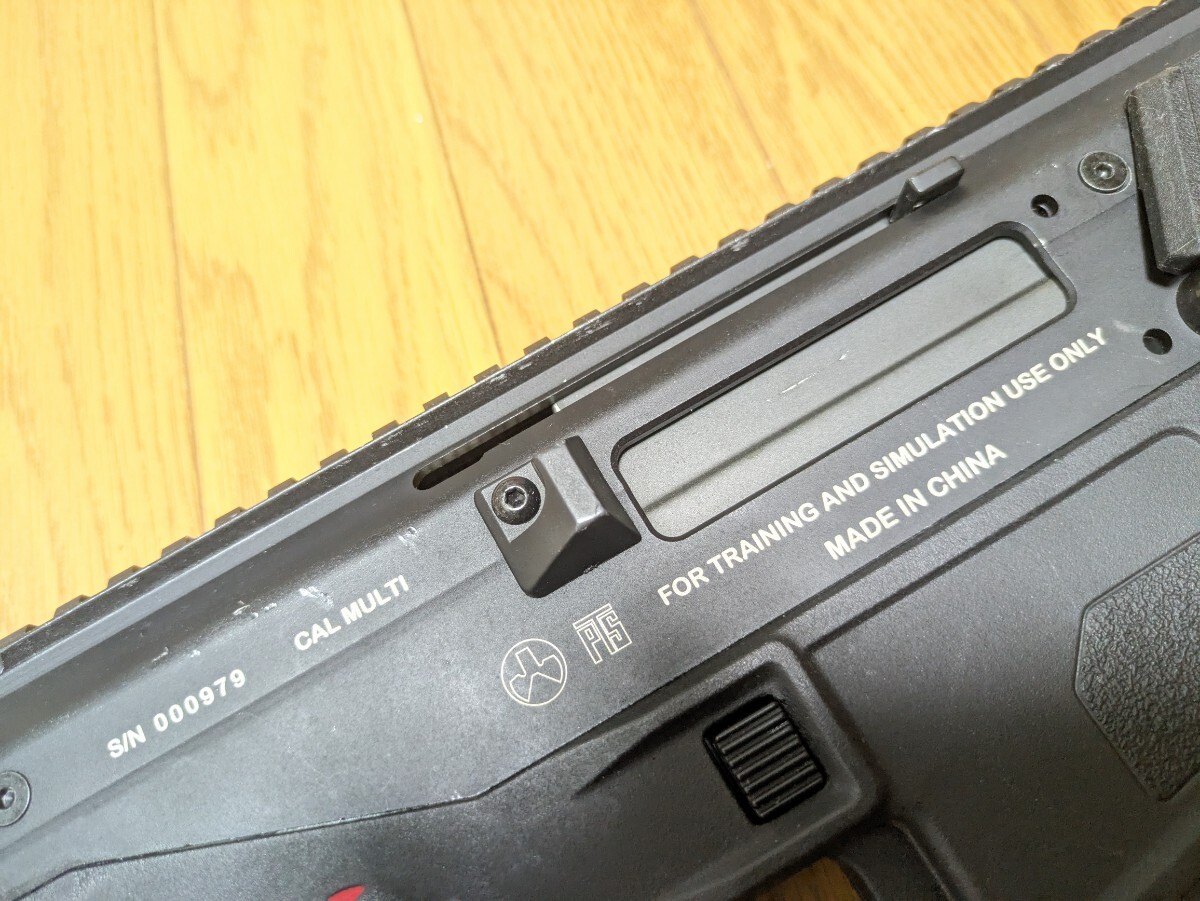 S/N 000979
CAL MULTI
PTS
FOR TRAINING AND SIMULATION USE ONLY
MADE IN CHINA